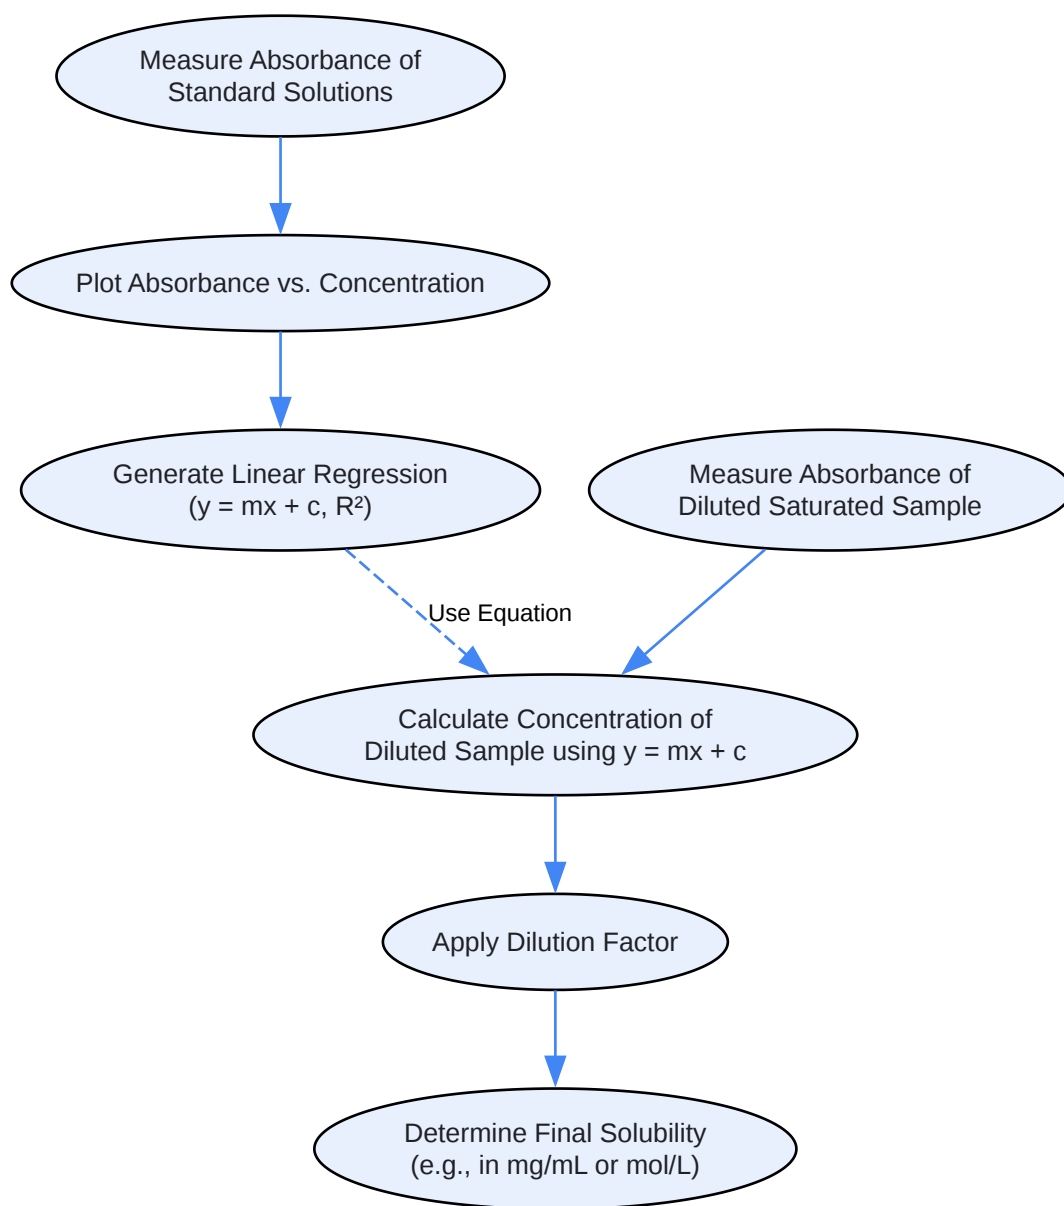 Measure Absorbance of
Standard Solutions
Plot Absorbance vs. Concentration
Generate Linear Regression
(y = mx + c, R²)
Measure Absorbance of
Diluted Saturated Sample
Use Equation
Calculate Concentration of
Diluted Sample using y = mx + c
Apply Dilution Factor
Determine Final Solubility
(e.g., in mg/mL or mol/L)